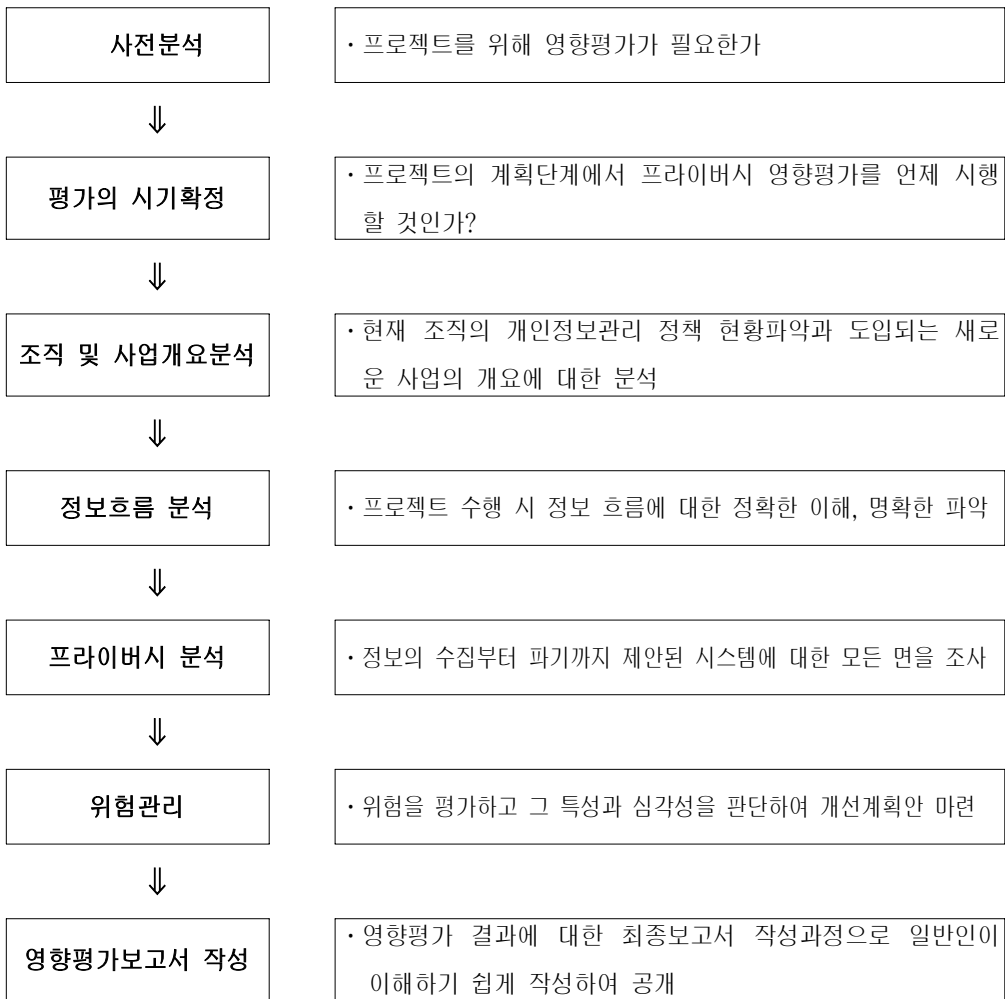 사전분석
· 프로젝트를 위해 영향평가가 필요한가
⇓
평가의 시기확정
· 프로젝트의 계획단계에서 프라이버시 영향평가를 언제 시행
할 것인가?
⇓
조직 및 사업개요분석
· 현재 조직의 개인정보관리 정책 현황파악과 도입되는 새로
운 사업의 개요에 대한 분석
⇓
정보흐름 분석
· 프로젝트 수행 시 정보 흐름에 대한 정확한 이해, 명확한 파악
⇓
프라이버시 분석
· 정보의 수집부터 파기까지 제안된 시스템에 대한 모든 면을 조사
⇓
위험관리
· 위험을 평가하고 그 특성과 심각성을 판단하여 개선계획안 마련
⇓
영향평가보고서 작성
· 영향평가 결과에 대한 최종보고서 작성과정으로 일반인이
이해하기 쉽게 작성하여 공개